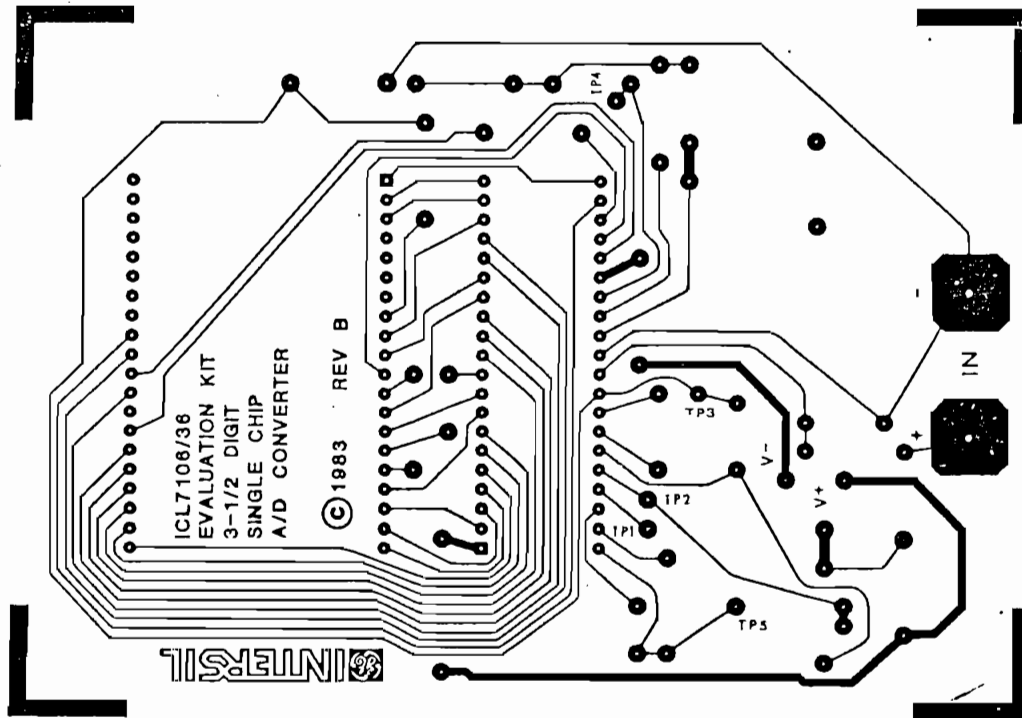 ICL7106/36
EVALUATION KIT
3-1/2 DIGIT
SINGLE CHIP
A/D CONVERTER
© 1983 REV B
TP4
TP3
TP2
TP1
TP5
V-
V+
-
IN
+
INTERSIL